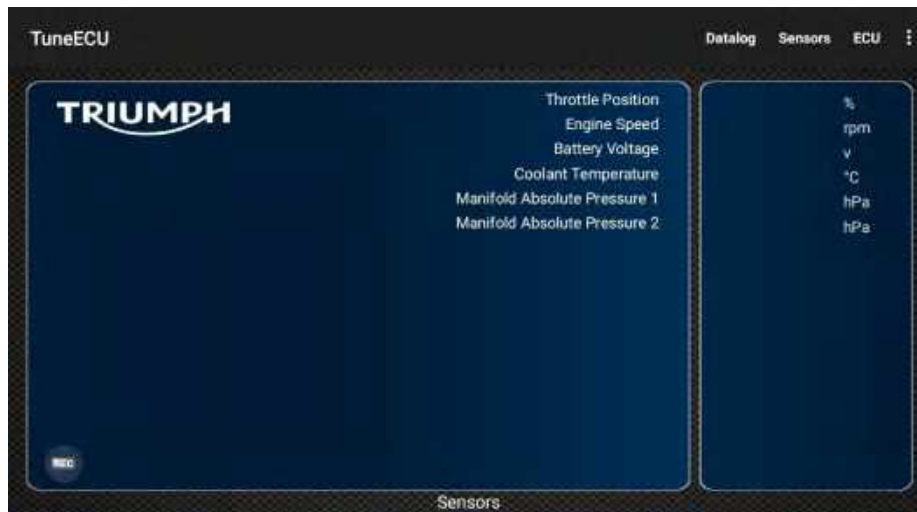 TuneECU
Datalog Sensors ECU
TRIUMPH
Throttle Position %
Engine Speed rpm
Battery Voltage v
Coolant Temperature °C
Manifold Absolute Pressure 1 hPa
Manifold Absolute Pressure 2 hPa
REC
Sensors